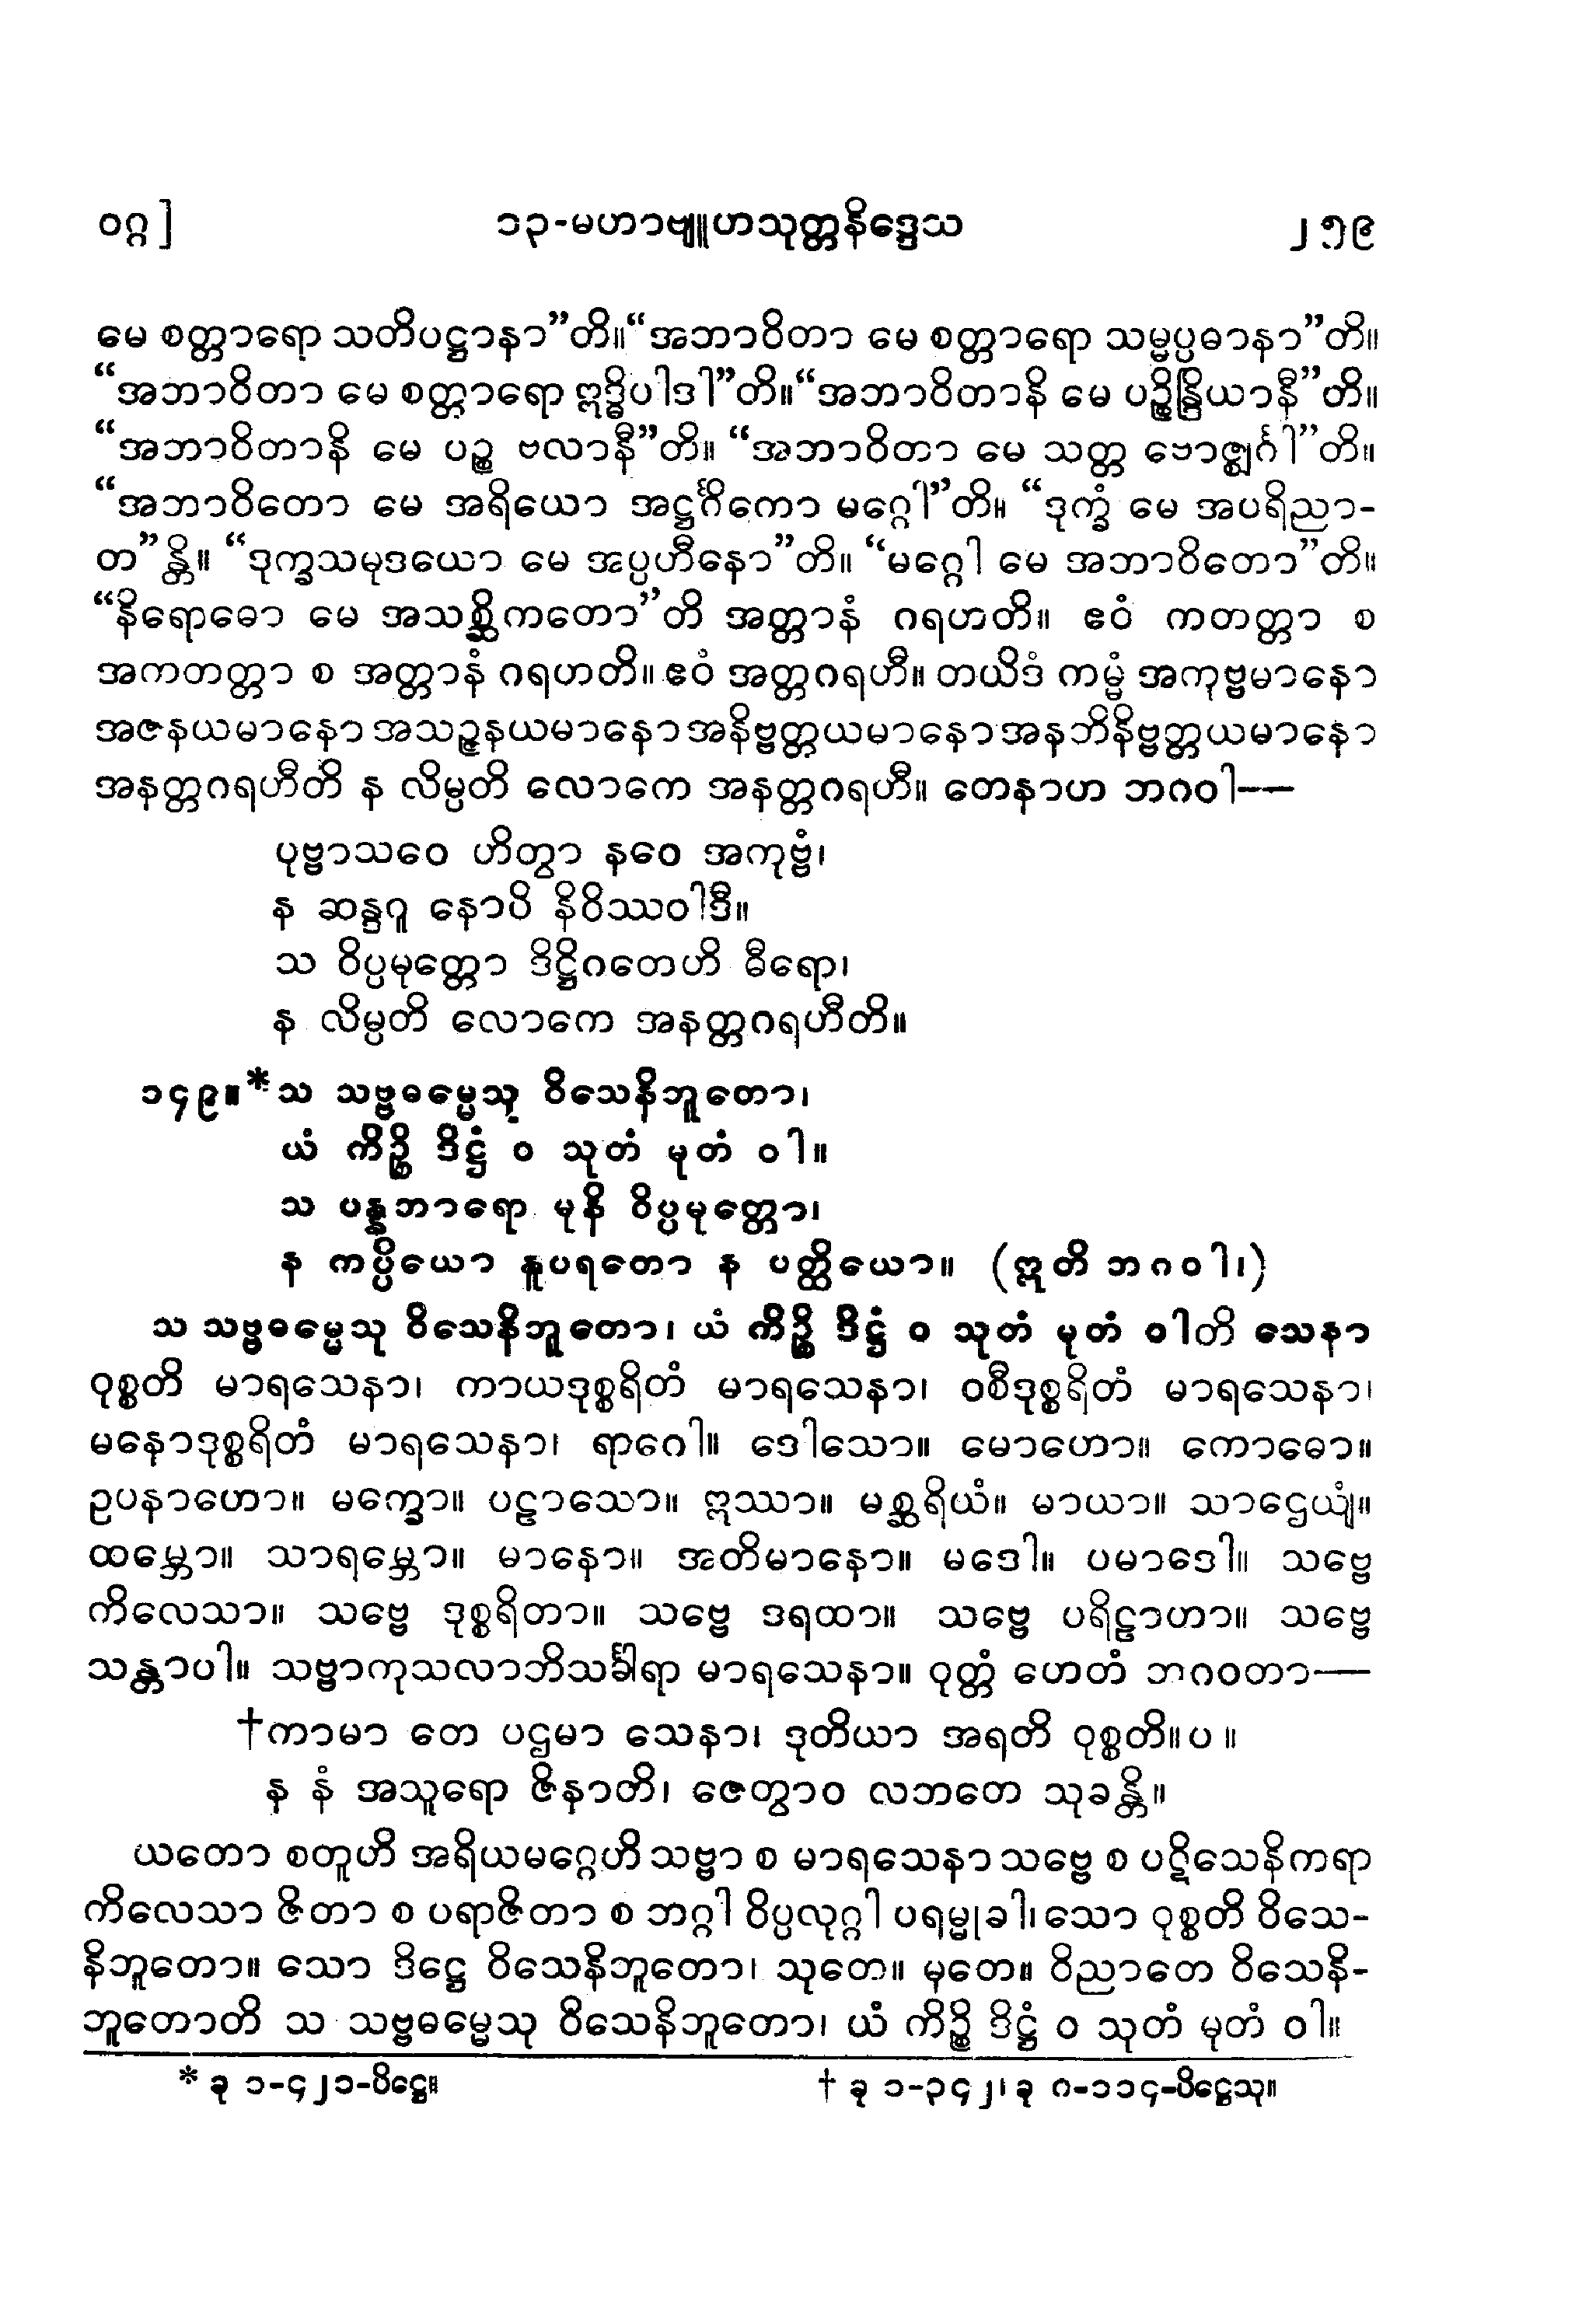 ဝဂ္ဂ] ၁၃-မဟာဗျူဟသုတ္တနိဒ္ဒေသ ၂၅၉
မေ စတ္တာရော သတိပဋ္ဌာနာ”တိ။ “အဘာဝိတာ မေ စတ္တာရော သမ္မပ္ပဓာနာ”တိ။
“အဘာဝိတာ မေ စတ္တာရော ဣဒ္ဓိပါဒါ”တိ။ “အဘာဝိတာနိ မေ ပဉ္စိန္ဒြိယာနီ”တိ။
“အဘာဝိတာနိ မေ ပဉ္စ ဗလာနီ”တိ။ “အဘာဝိတာ မေ သတ္တ ဗောဇ္ဈင်္ဂါ”တိ။
“အဘာဝိတော မေ အရိယော အဋ္ဌင်္ဂိကော မဂ္ဂေါ”တိ။ “ဒုက္ခံ မေ အပရိညာ-
တ”န္တိ။ “ဒုက္ခသမုဒယော မေ အပ္ပဟီနော”တိ။ “မဂ္ဂေါ မေ အဘာဝိတော”တိ။
“နိရောဓော မေ အသစ္ဆိကတော”တိ အတ္တာနံ ဂရဟတိ။ ဧဝံ ကတတ္တာ စ
အကတတ္တာ စ အတ္တာနံ ဂရဟတိ။ ဧဝံ အတ္တဂရဟီ။ တယိဒံ ကမ္မံ အကုဗ္ဗမာနော
အဇနယမာနော အသဉ္ဇနယမာနော အနိဗ္ဗတ္တယမာနော အနဘိနိဗ္ဗတ္တယမာနော
အနတ္တဂရဟီတိ န လိမ္ပတိ လောကေ အနတ္တဂရဟီ။ တေနာဟ ဘဂဝါ--
ပုဗ္ဗာသဝေ ဟိတွာ နဝေ အကုဗ္ဗံ၊
န ဆန္ဒဂူ နောပိ နိဝိဿဝါဒီ။
သ ဝိပ္ပမုတ္တော ဒိဋ္ဌိဂတေဟိ ဓီရော၊
န လိမ္ပတိ လောကေ အနတ္တဂရဟီတိ။
၁၄၉။ * သ သဗ္ဗဓမ္မေသု ဝိသေနိဘူတော၊
ယံ ကိဉ္စိ ဒိဋ္ဌံ ဝ သုတံ မုတံ ဝါ။
သ ပန္နဘာရော မုနိ ဝိပ္ပမုတ္တော၊
န ကပ္ပိယော နူပရတော န ပတ္ထိယော။ (ဣတိ ဘဂဝါ၊)
သ သဗ္ဗဓမ္မေသု ဝိသေနိဘူတော၊ ယံ ကိဉ္စိ ဒိဋ္ဌံ ဝ သုတံ မုတံ ဝါတိ သေနာ
ဝုစ္စတိ မာရသေနာ၊ ကာယဒုစ္စရိတံ မာရသေနာ၊ ဝစီဒုစ္စရိတံ မာရသေနာ၊
မနောဒုစ္စရိတံ မာရသေနာ၊ ရာဂေါ။ ဒေါသော။ မောဟော။ ကောဓော။
ဥပနာဟော။ မက္ခော။ ပဠာသော။ ဣဿာ။ မစ္ဆရိယံ။ မာယာ။ သာဌေယျံ။
ထမ္ဘော။ သာရမ္ဘော။ မာနော။ အတိမာနော။ မဒေါ။ ပမာဒေါ။ သဗ္ဗေ
ကိလေသာ။ သဗ္ဗေ ဒုစ္စရိတာ။ သဗ္ဗေ ဒရထာ။ သဗ္ဗေ ပရိဠာဟာ။ သဗ္ဗေ
သန္တာပါ။ သဗ္ဗာကုသလာဘိသင်္ခါရာ မာရသေနာ။ ဝုတ္တံ ဟေတံ ဘဂဝတာ—
†ကာမာ တေ ပဌမာ သေနာ၊ ဒုတိယာ အရတိ ဝုစ္စတိ။ ပ ။
န နံ အသူရော ဇိနာတိ၊ ဇေတွာဝ လဘတေ သုခန္တိ။
ယတော စတူဟိ အရိယမဂ္ဂေဟိ သဗ္ဗာ စ မာရသေနာ သဗ္ဗေ စ ပဋိသေနိကရာ
ကိလေသာ ဇိတာ စ ပရာဇိတာ စ ဘဂ္ဂါ ဝိပ္ပလုဂ္ဂါ ပရမ္မုခါ၊ သော ဝုစ္စတိ ဝိသေ-
နိဘူတော။ သော ဒိဋ္ဌေ ဝိသေနိဘူတော၊ သုတေ။ မုတေ။ ဝိညာတေ ဝိသေနိ-
ဘူတောတိ သ သဗ္ဗဓမ္မေသု ဝိသေနိဘူတော၊ ယံ ကိဉ္စိ ဒိဋ္ဌံ ဝ သုတံ မုတံ ဝါ။
* ခု ၁-၄၂၁-ပိဋ္ဌေ။ † ခု ၁-၃၄၂၊ ခု ဂ-၁၁၄-ပိဋ္ဌေသု။